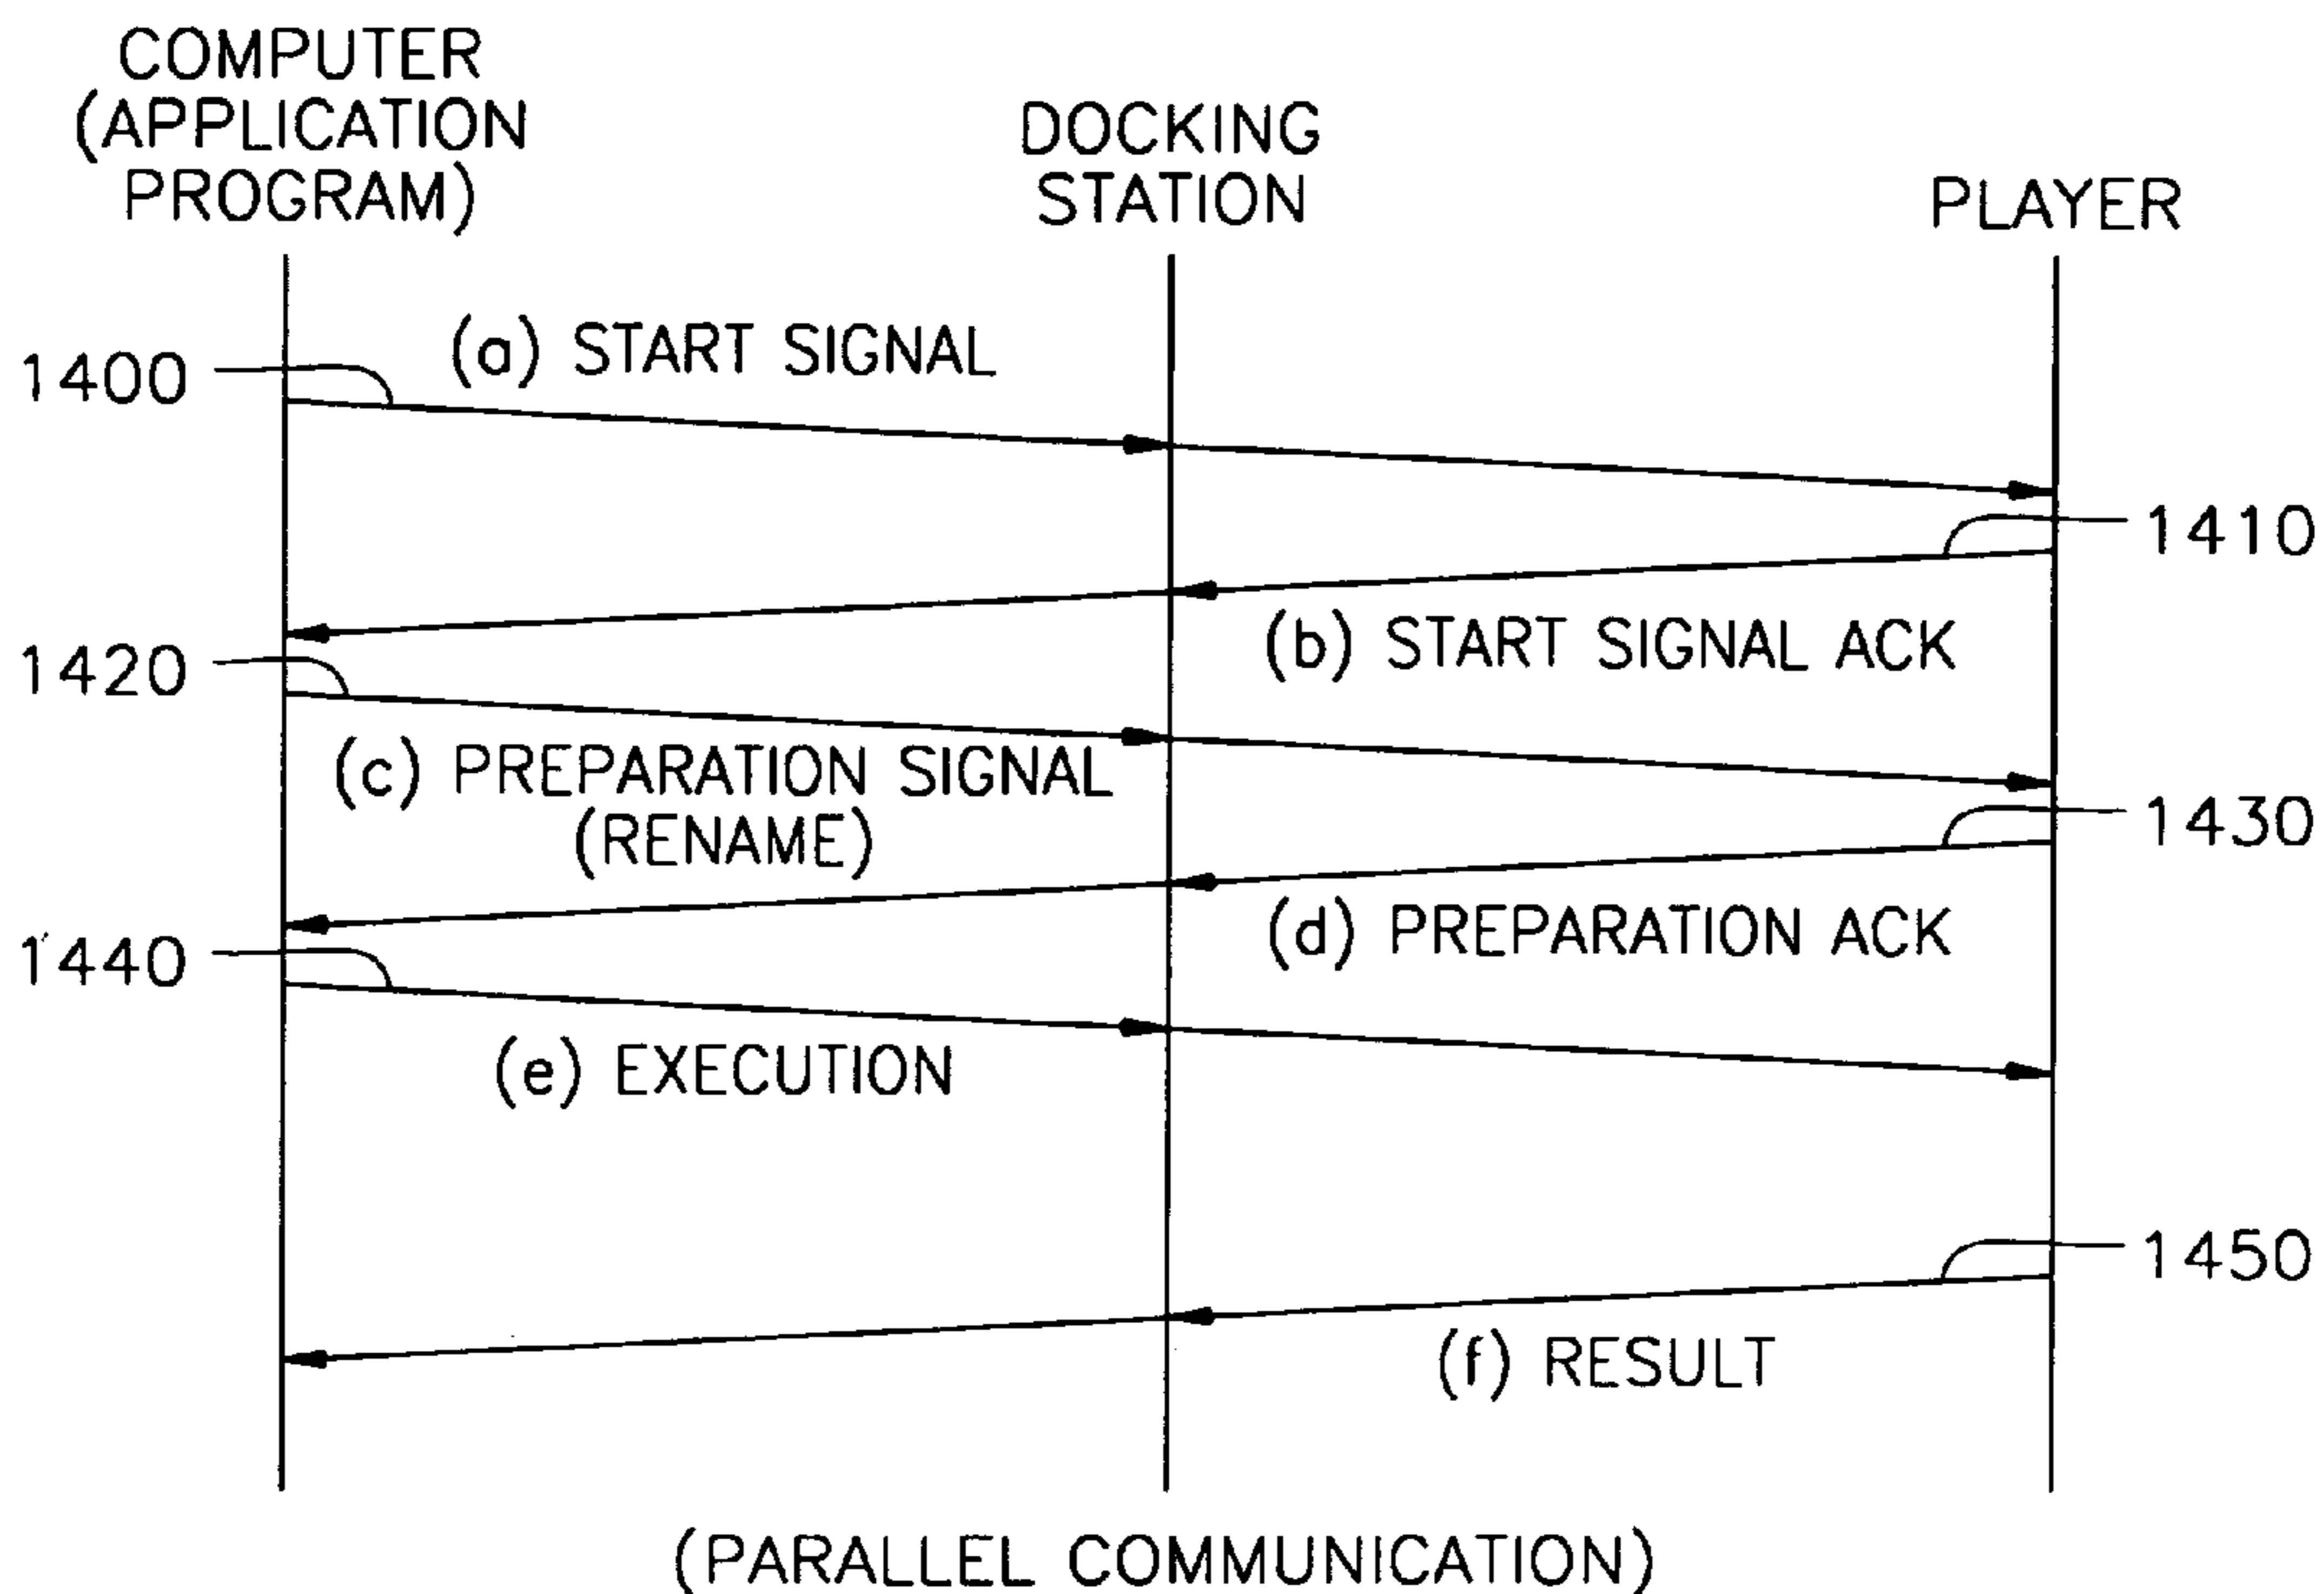 COMPUTER
(APPLICATION
PROGRAM)
DOCKING
STATION
PLAYER
(a) START SIGNAL
1400
1410
(b) START SIGNAL ACK
1420
(c) PREPARATION SIGNAL
(RENAME)
1430
(d) PREPARATION ACK
1440
(e) EXECUTION
1450
(f) RESULT
(PARALLEL COMMUNICATION)